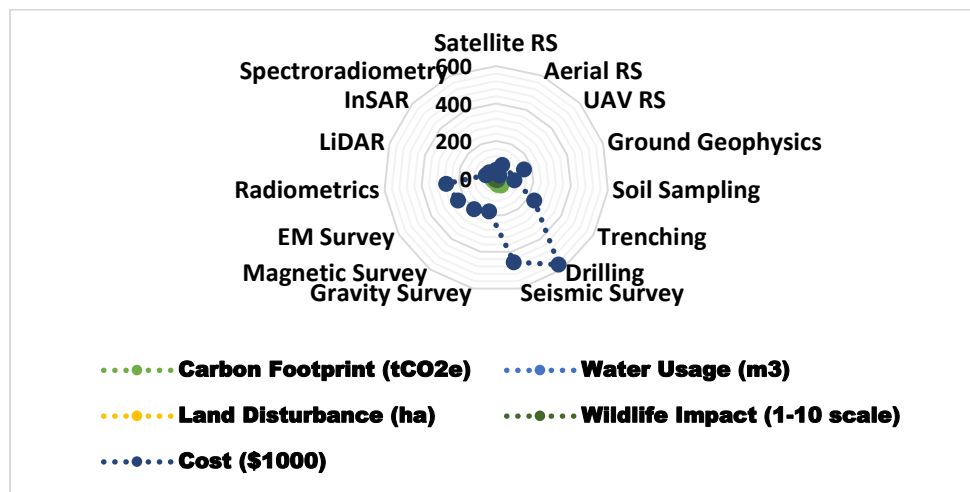 Satellite RS
600
Spectroradiometry
Aerial RS
InSAR
400
UAV RS
LiDAR
200
Ground Geophysics
Radiometrics
0
Soil Sampling
EM Survey
Trenching
Magnetic Survey
Drilling
Gravity Survey
Seismic Survey
Carbon Footprint (tCO2e)
Water Usage (m3)
Land Disturbance (ha)
Wildlife Impact (1-10 scale)
Cost ($1000)